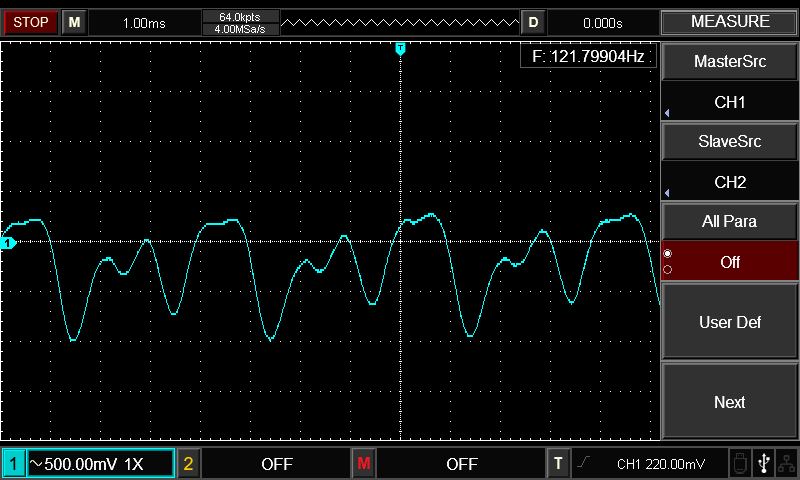 STOP M 1.00ms 64.0kpts D 0.000s MEASURE
4.00MSa/s
T
F: 121.79904Hz
MasterSrc
CH1
SlaveSrc
CH2
1
All Para
Off
User Def
Next
1 ~500.00mV 1X 2 OFF M OFF T CH1 220.00mV